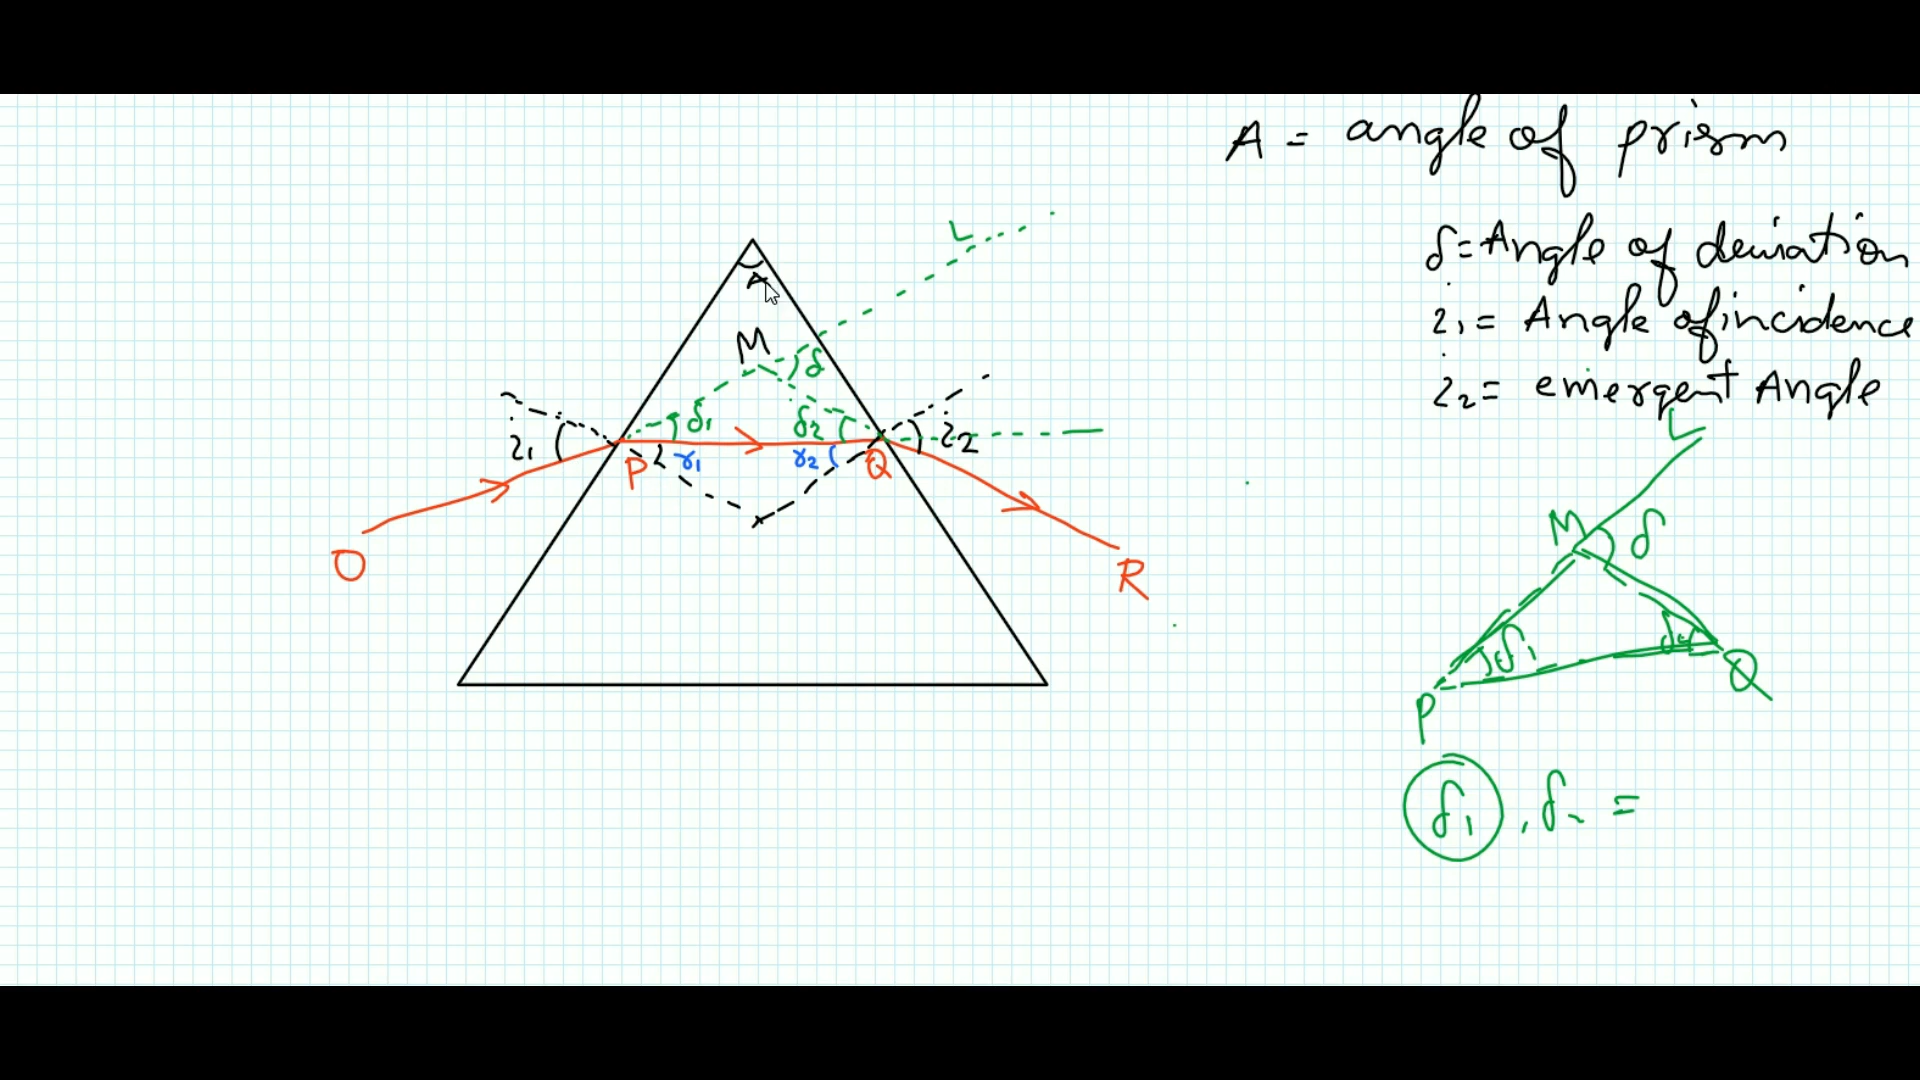 A = angle of prism
δ = Angle of deviation
i₁ = Angle of incidence
i₂ = emergent Angle
L
A
M
δ
i₁
δ₁
δ₂
i₂
P
r₁
r₂
Q
O
R
L
M
δ
δ₁
δ₂
P
Q
δ₁ , δ₂ =